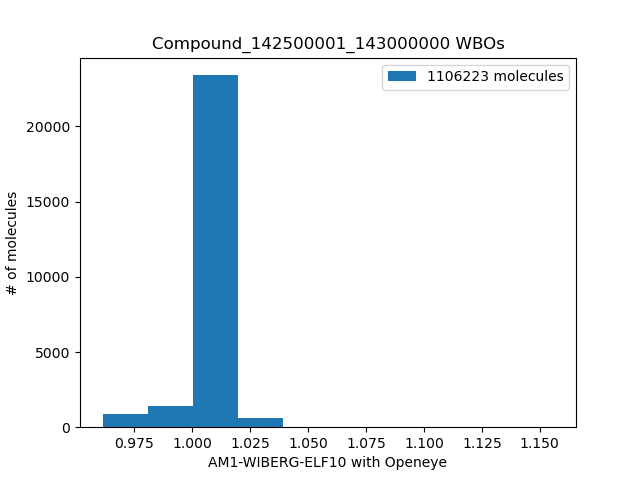 Compound_142500001_143000000 WBOs
1106223 molecules
# of molecules
20000
15000
10000
5000
0
0.975 1.000 1.025 1.050 1.075 1.100 1.125 1.150
AM1-WIBERG-ELF10 with Openeye